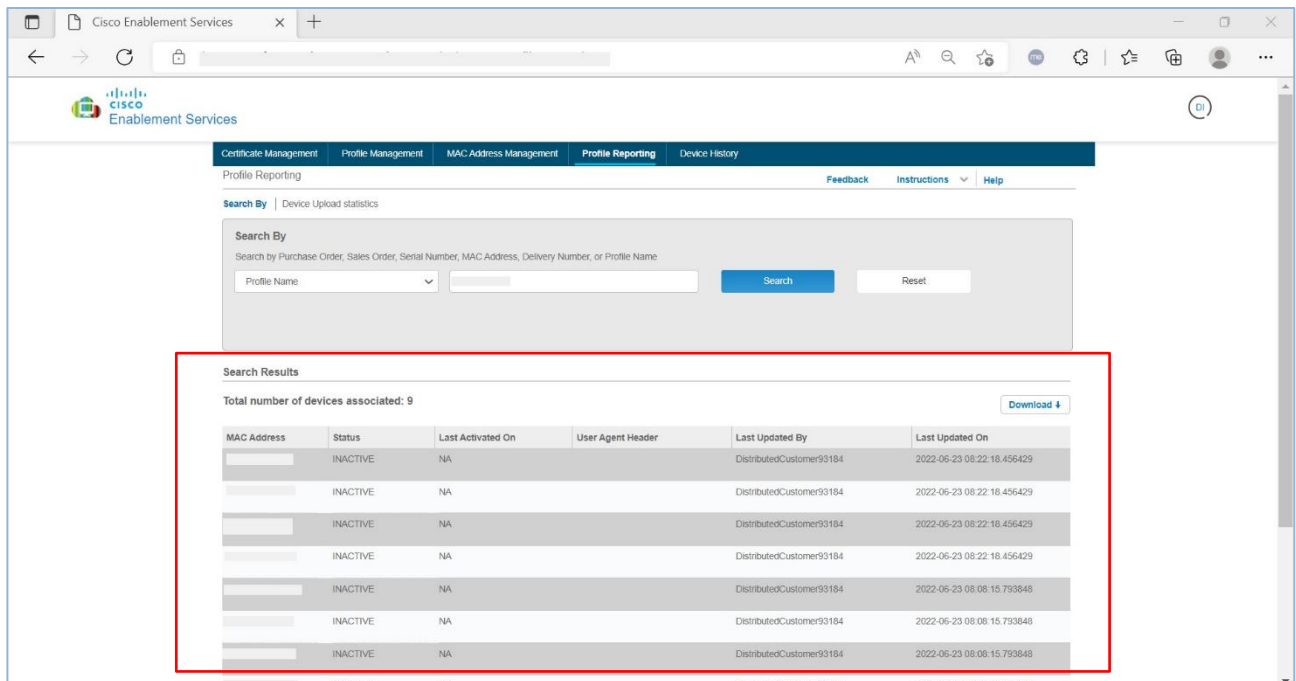 Cisco Enablement Services
CISCO
Enablement Services
DI
Certificate Management Profile Management MAC Address Management Profile Reporting Device History
Profile Reporting Feedback Instructions Help
Search By | Device Upload statistics
Search By
Search by Purchase Order, Sales Order, Serial Number, MAC Address, Delivery Number, or Profile Name
Profile Name Search Reset
Search Results
Total number of devices associated: 9 Download
MAC Address Status Last Activated On User Agent Header Last Updated By Last Updated On
INACTIVE NA DistributedCustomer93184 2022-06-23 08:22:18.456429
INACTIVE NA DistributedCustomer93184 2022-06-23 08:22:18.456429
INACTIVE NA DistributedCustomer93184 2022-06-23 08:22:18.456429
INACTIVE NA DistributedCustomer93184 2022-06-23 08:22:18.456429
INACTIVE NA DistributedCustomer93184 2022-06-23 08:08:15.793848
INACTIVE NA DistributedCustomer93184 2022-06-23 08:08:15.793848
INACTIVE NA DistributedCustomer93184 2022-06-23 08:08:15.793848